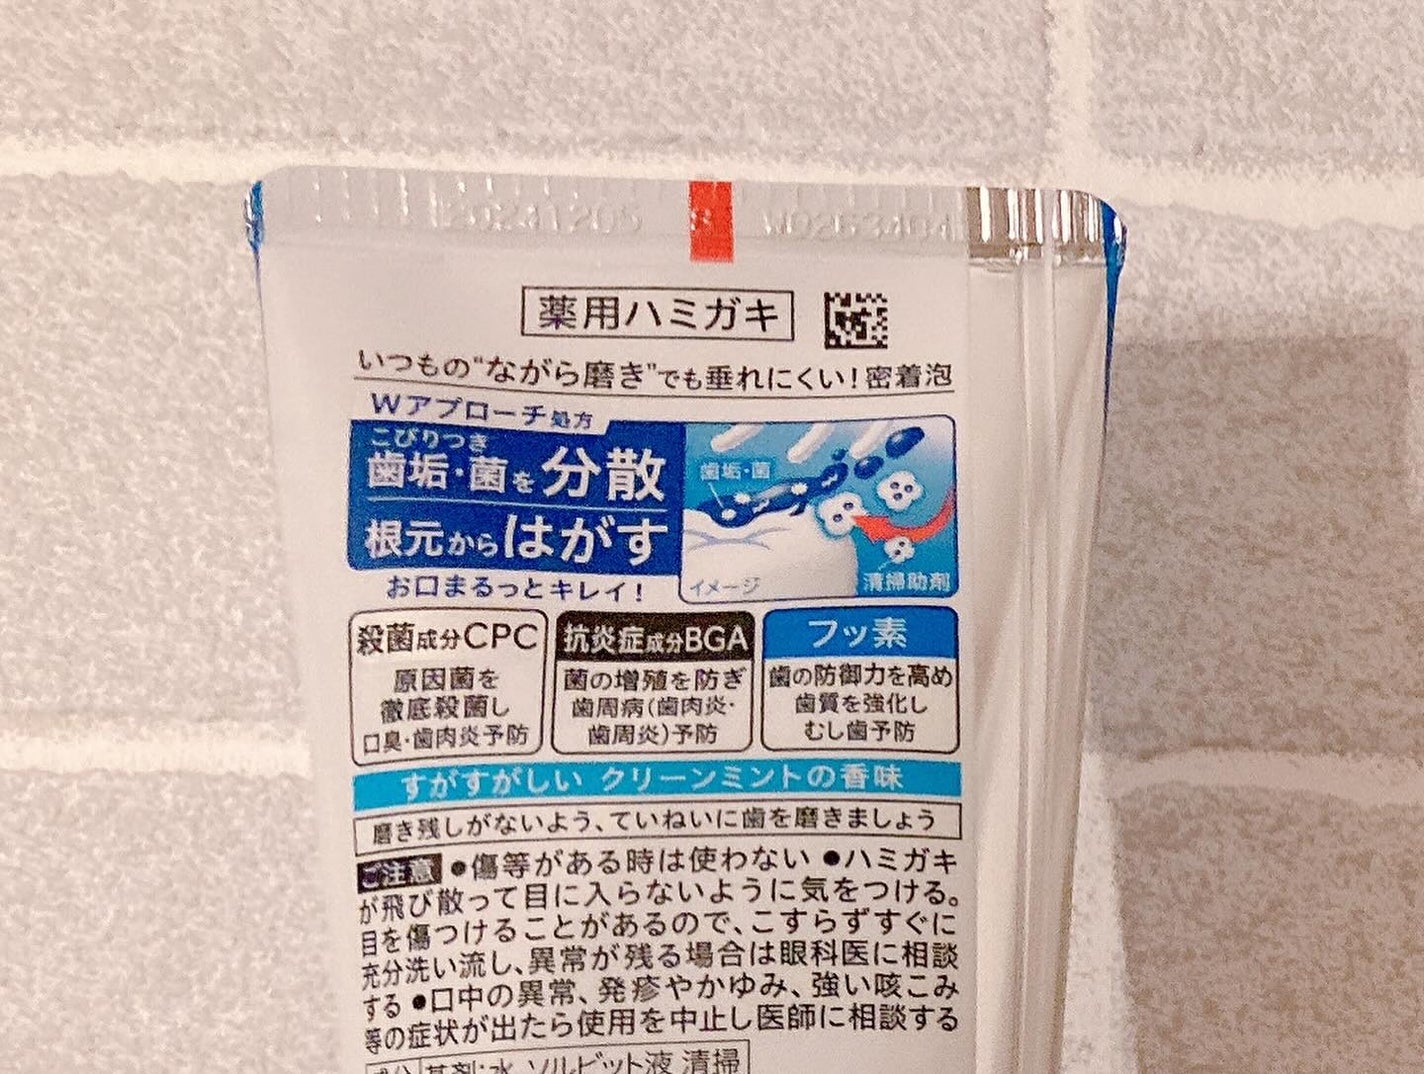 20241205 8 W0263404
薬用ハミガキ
いつもの“ながら磨き”でも垂れにくい！密着泡
Wアプローチ処方
こびりつき
歯垢・菌を分散
根元からはがす
歯垢・菌
イメージ
清掃助剤
お口まるっとキレイ！
殺菌成分CPC
原因菌を
徹底殺菌し
口臭・歯肉炎予防
抗炎症成分BGA
菌の増殖を防ぎ
歯周病(歯肉炎・
歯周炎)予防
フッ素
歯の防御力を高め
歯質を強化し
むし歯予防
すがすがしい クリーンミントの香味
磨き残しがないよう、ていねいに歯を磨きましょう
ご注意 ●傷等がある時は使わない ●ハミガキ
が飛び散って目に入らないように気をつける。
目を傷つけることがあるので、こすらずすぐに
充分洗い流し、異常が残る場合は眼科医に相談
する ●口中の異常、発疹やかゆみ、強い咳こみ
等の症状が出たら使用を中止し医師に相談する
成分 基剤:水、ソルビット液 清掃